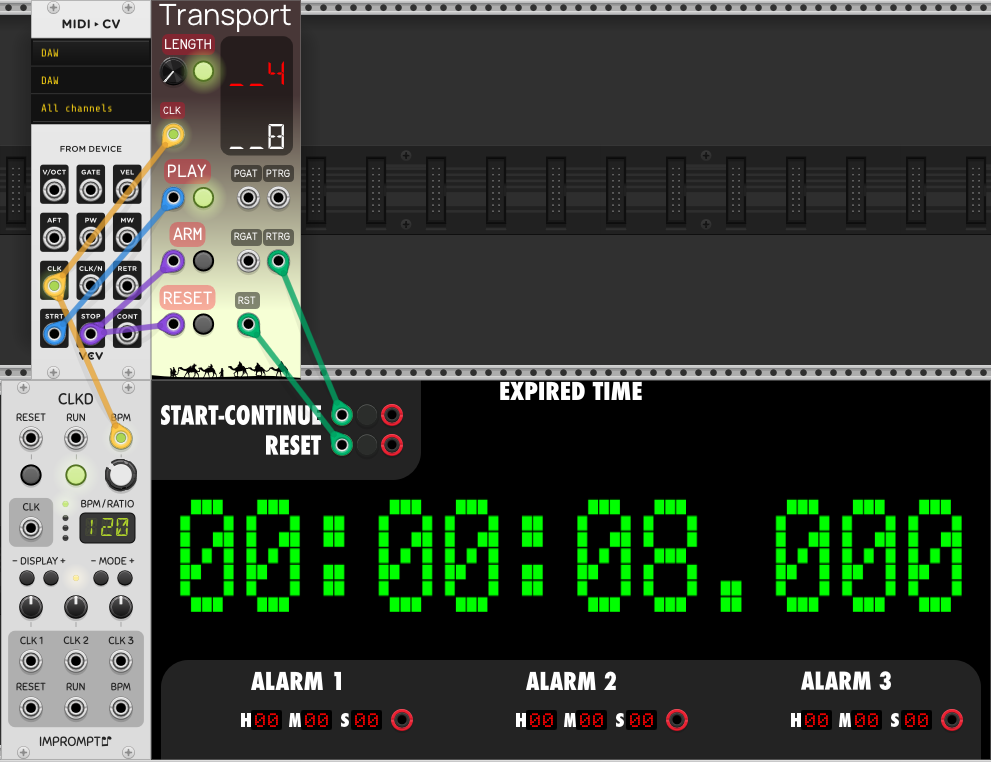 MIDI ▸ CV
DAW
DAW
All channels
FROM DEVICE
V/OCT GATE VEL
AFT PW MW
CLK CLK/N RETR
STRT STOP CONT
VCV
Transport
LENGTH
__4
CLK
__8
PLAY
PGAT PTRG
ARM
RGAT RTRG
RESET
RST
CLKD
RESET RUN BPM
CLK
BPM/RATIO
120
− DISPLAY + − MODE +
CLK 1 CLK 2 CLK 3
RESET RUN BPM
IMPROMPT
EXPIRED TIME
START-CONTINUE
RESET
00:00:08.000
ALARM 1 ALARM 2 ALARM 3
H00 M00 S00 H00 M00 S00 H00 M00 S00